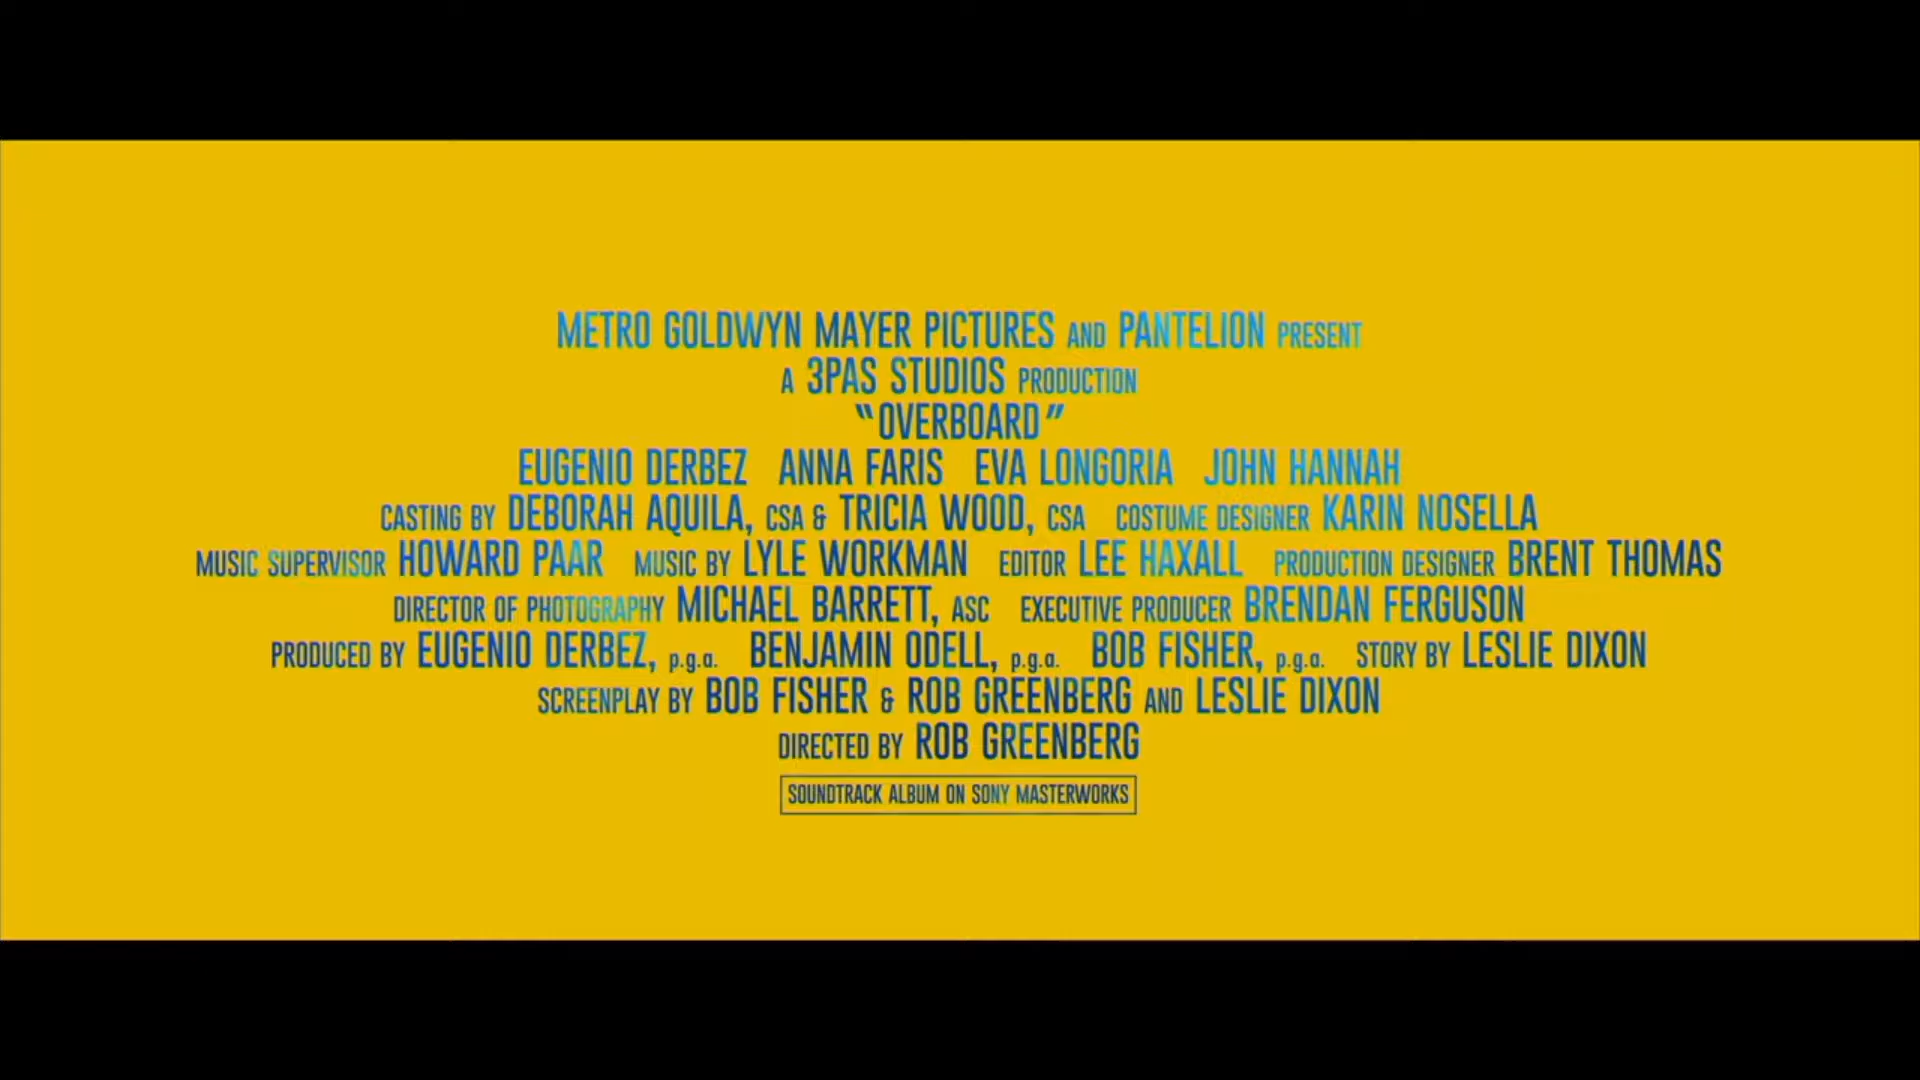 METRO GOLDWYN MAYER PICTURES AND PANTELION PRESENT
A 3PAS STUDIOS PRODUCTION
"OVERBOARD"
EUGENIO DERBEZ ANNA FARIS EVA LONGORIA JOHN HANNAH
CASTING BY DEBORAH AQUILA, CSA & TRICIA WOOD, CSA COSTUME DESIGNER KARIN NOSELLA
MUSIC SUPERVISOR HOWARD PAAR MUSIC BY LYLE WORKMAN EDITOR LEE HAXALL PRODUCTION DESIGNER BRENT THOMAS
DIRECTOR OF PHOTOGRAPHY MICHAEL BARRETT, ASC EXECUTIVE PRODUCER BRENDAN FERGUSON
PRODUCED BY EUGENIO DERBEZ, p.g.a. BENJAMIN ODELL, p.g.a. BOB FISHER, p.g.a. STORY BY LESLIE DIXON
SCREENPLAY BY BOB FISHER & ROB GREENBERG AND LESLIE DIXON
DIRECTED BY ROB GREENBERG
SOUNDTRACK ALBUM ON SONY MASTERWORKS